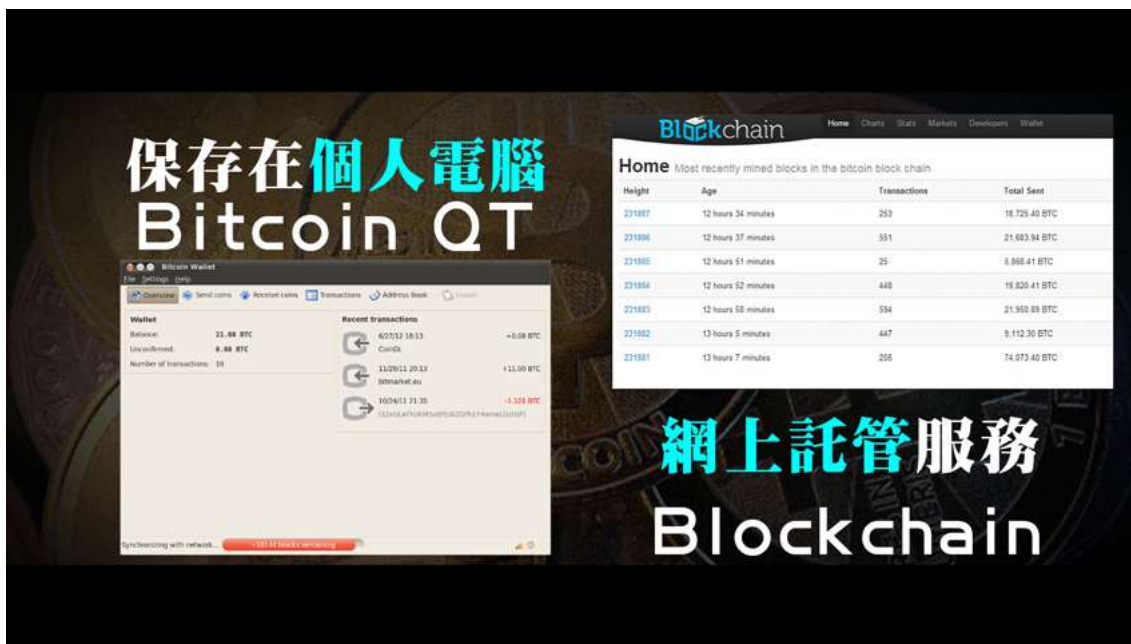 保存在個人電腦
Bitcoin QT
Bitcoin Wallet
File Settings Help
Overview Send coins Receive coins Transactions Address Book Export
Wallet
Balance: 21.08 BTC
Unconfirmed: 0.00 BTC
Number of transactions: 10
Recent transactions
6/27/12 18:13 +0.08 BTC
11/28/11 20:13 +11.00 BTC
bitmarket.eu
10/24/11 21:35 -1.101 BTC
Synchronizing with network...
blocks remaining
Blockchain
Home Charts Stats Markets Developers Wallet
Home Most recently mined blocks in the bitcoin block chain
Height Age Transactions Total Sent
231887 12 hours 34 minutes 253 18,725.40 BTC
231886 12 hours 37 minutes 551 21,683.94 BTC
231885 12 hours 51 minutes 25 5,868.41 BTC
231884 12 hours 52 minutes 448 19,820.41 BTC
231883 12 hours 58 minutes 594 21,950.89 BTC
231882 13 hours 5 minutes 447 9,112.30 BTC
231881 13 hours 7 minutes 256 74,073.40 BTC
網上託管服務
Blockchain